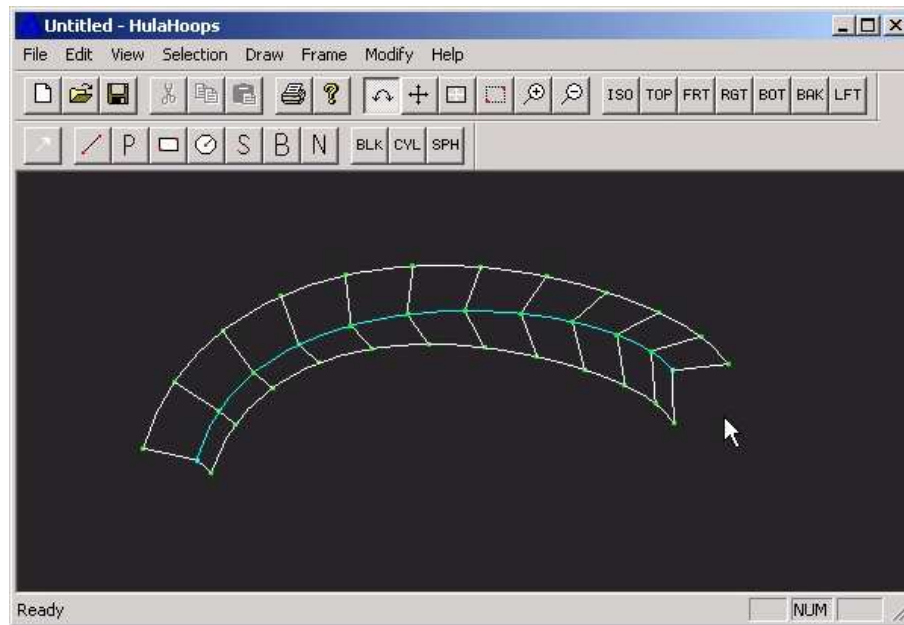 Untitled - HulaHoops
File Edit View Selection Draw Frame Modify Help
ISO TOP FRT RGT BOT BAK LFT
P S B N BLK CYL SPH
Ready NUM